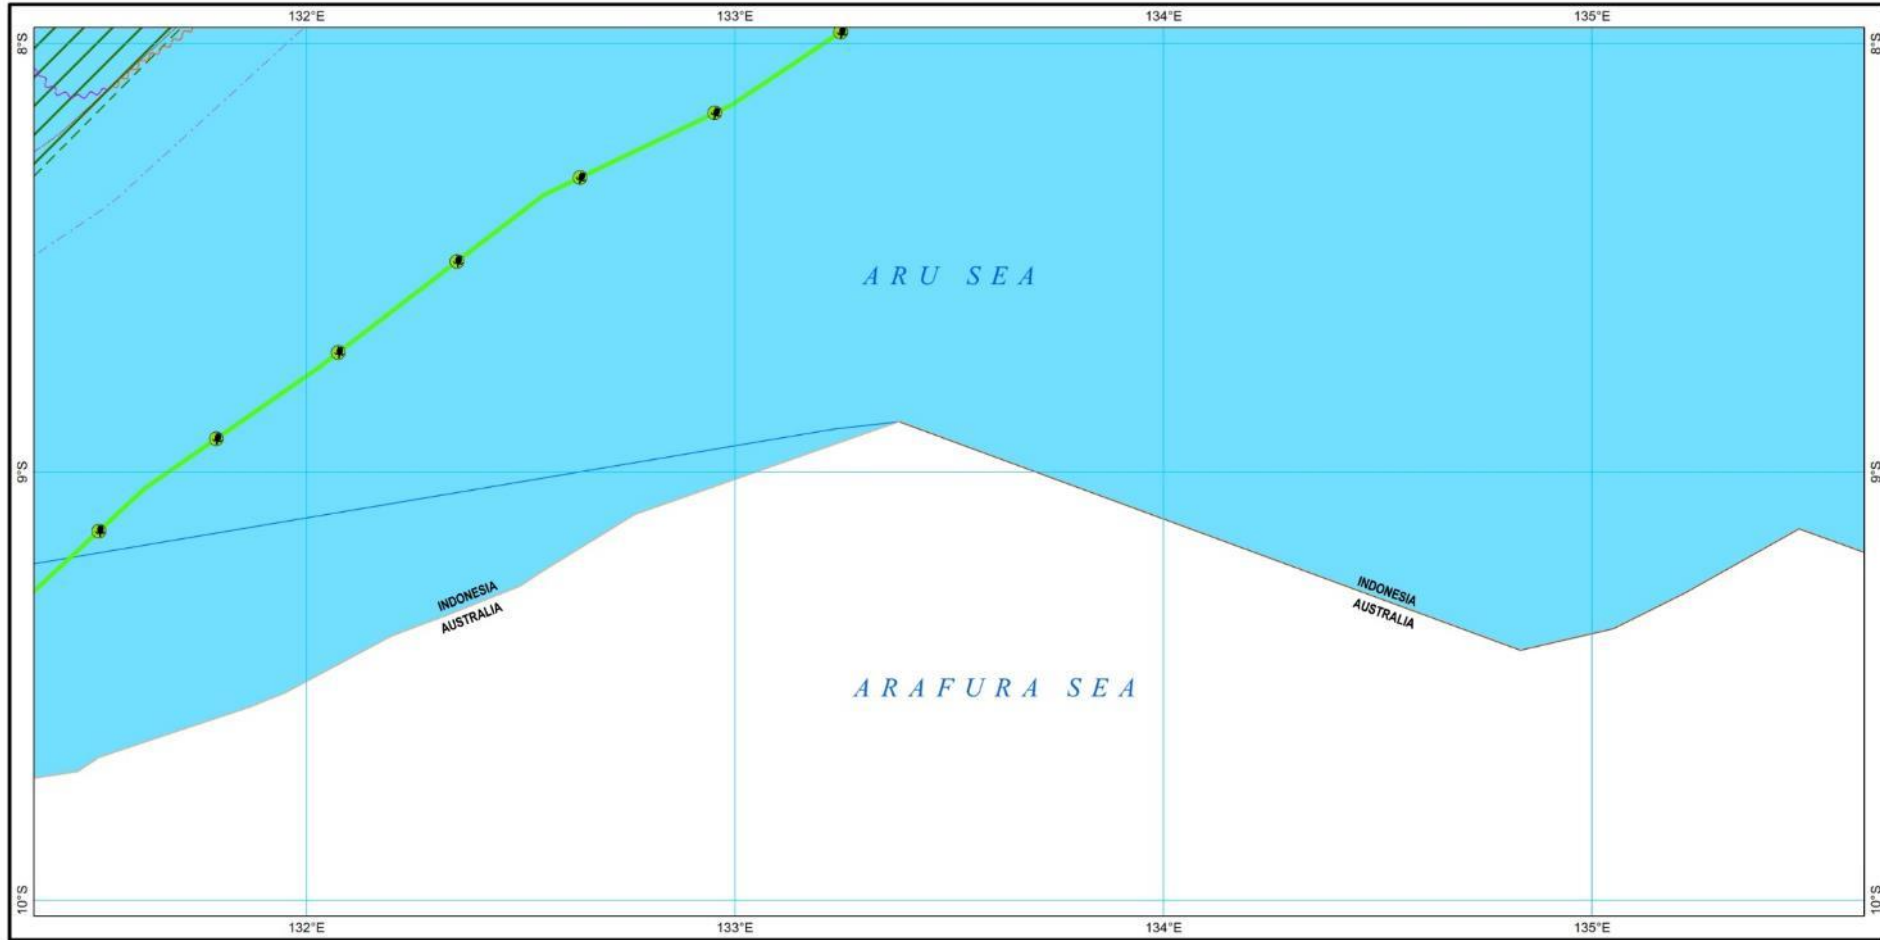 132°E 133°E 134°E 135°E
8°S 8°S
ARU SEA
9°S 9°S
INDONESIA INDONESIA
AUSTRALIA AUSTRALIA
ARAFURA SEA
10°S 10°S
132°E 133°E 134°E 135°E